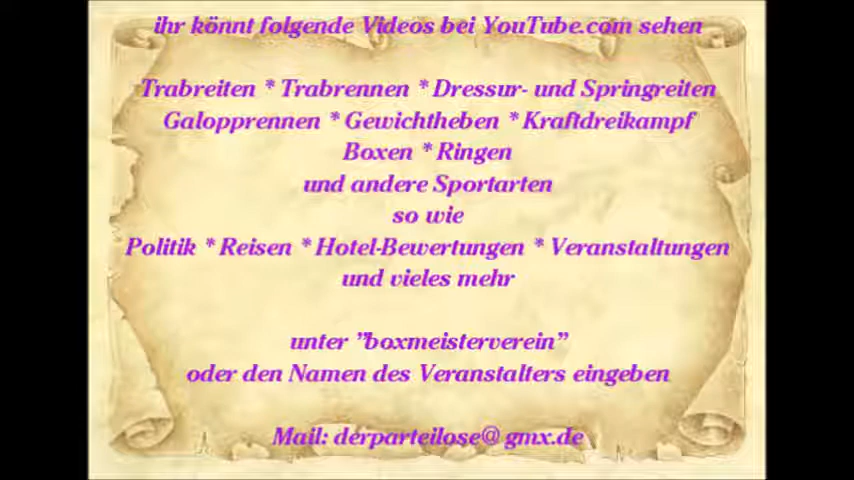 ihr könnt folgende Videos bei YouTube.com sehen
Trabreiten * Trabrennen * Dressur- und Springreiten
Galopprennen * Gewichtheben * Kraftdreikampf
Boxen * Ringen
und andere Sportarten
so wie
Politik * Reisen * Hotel-Bewertungen * Veranstaltungen
und vieles mehr
unter "boxmeisterverein"
oder den Namen des Veranstalters eingeben
Mail: derparteilose@gmx.de